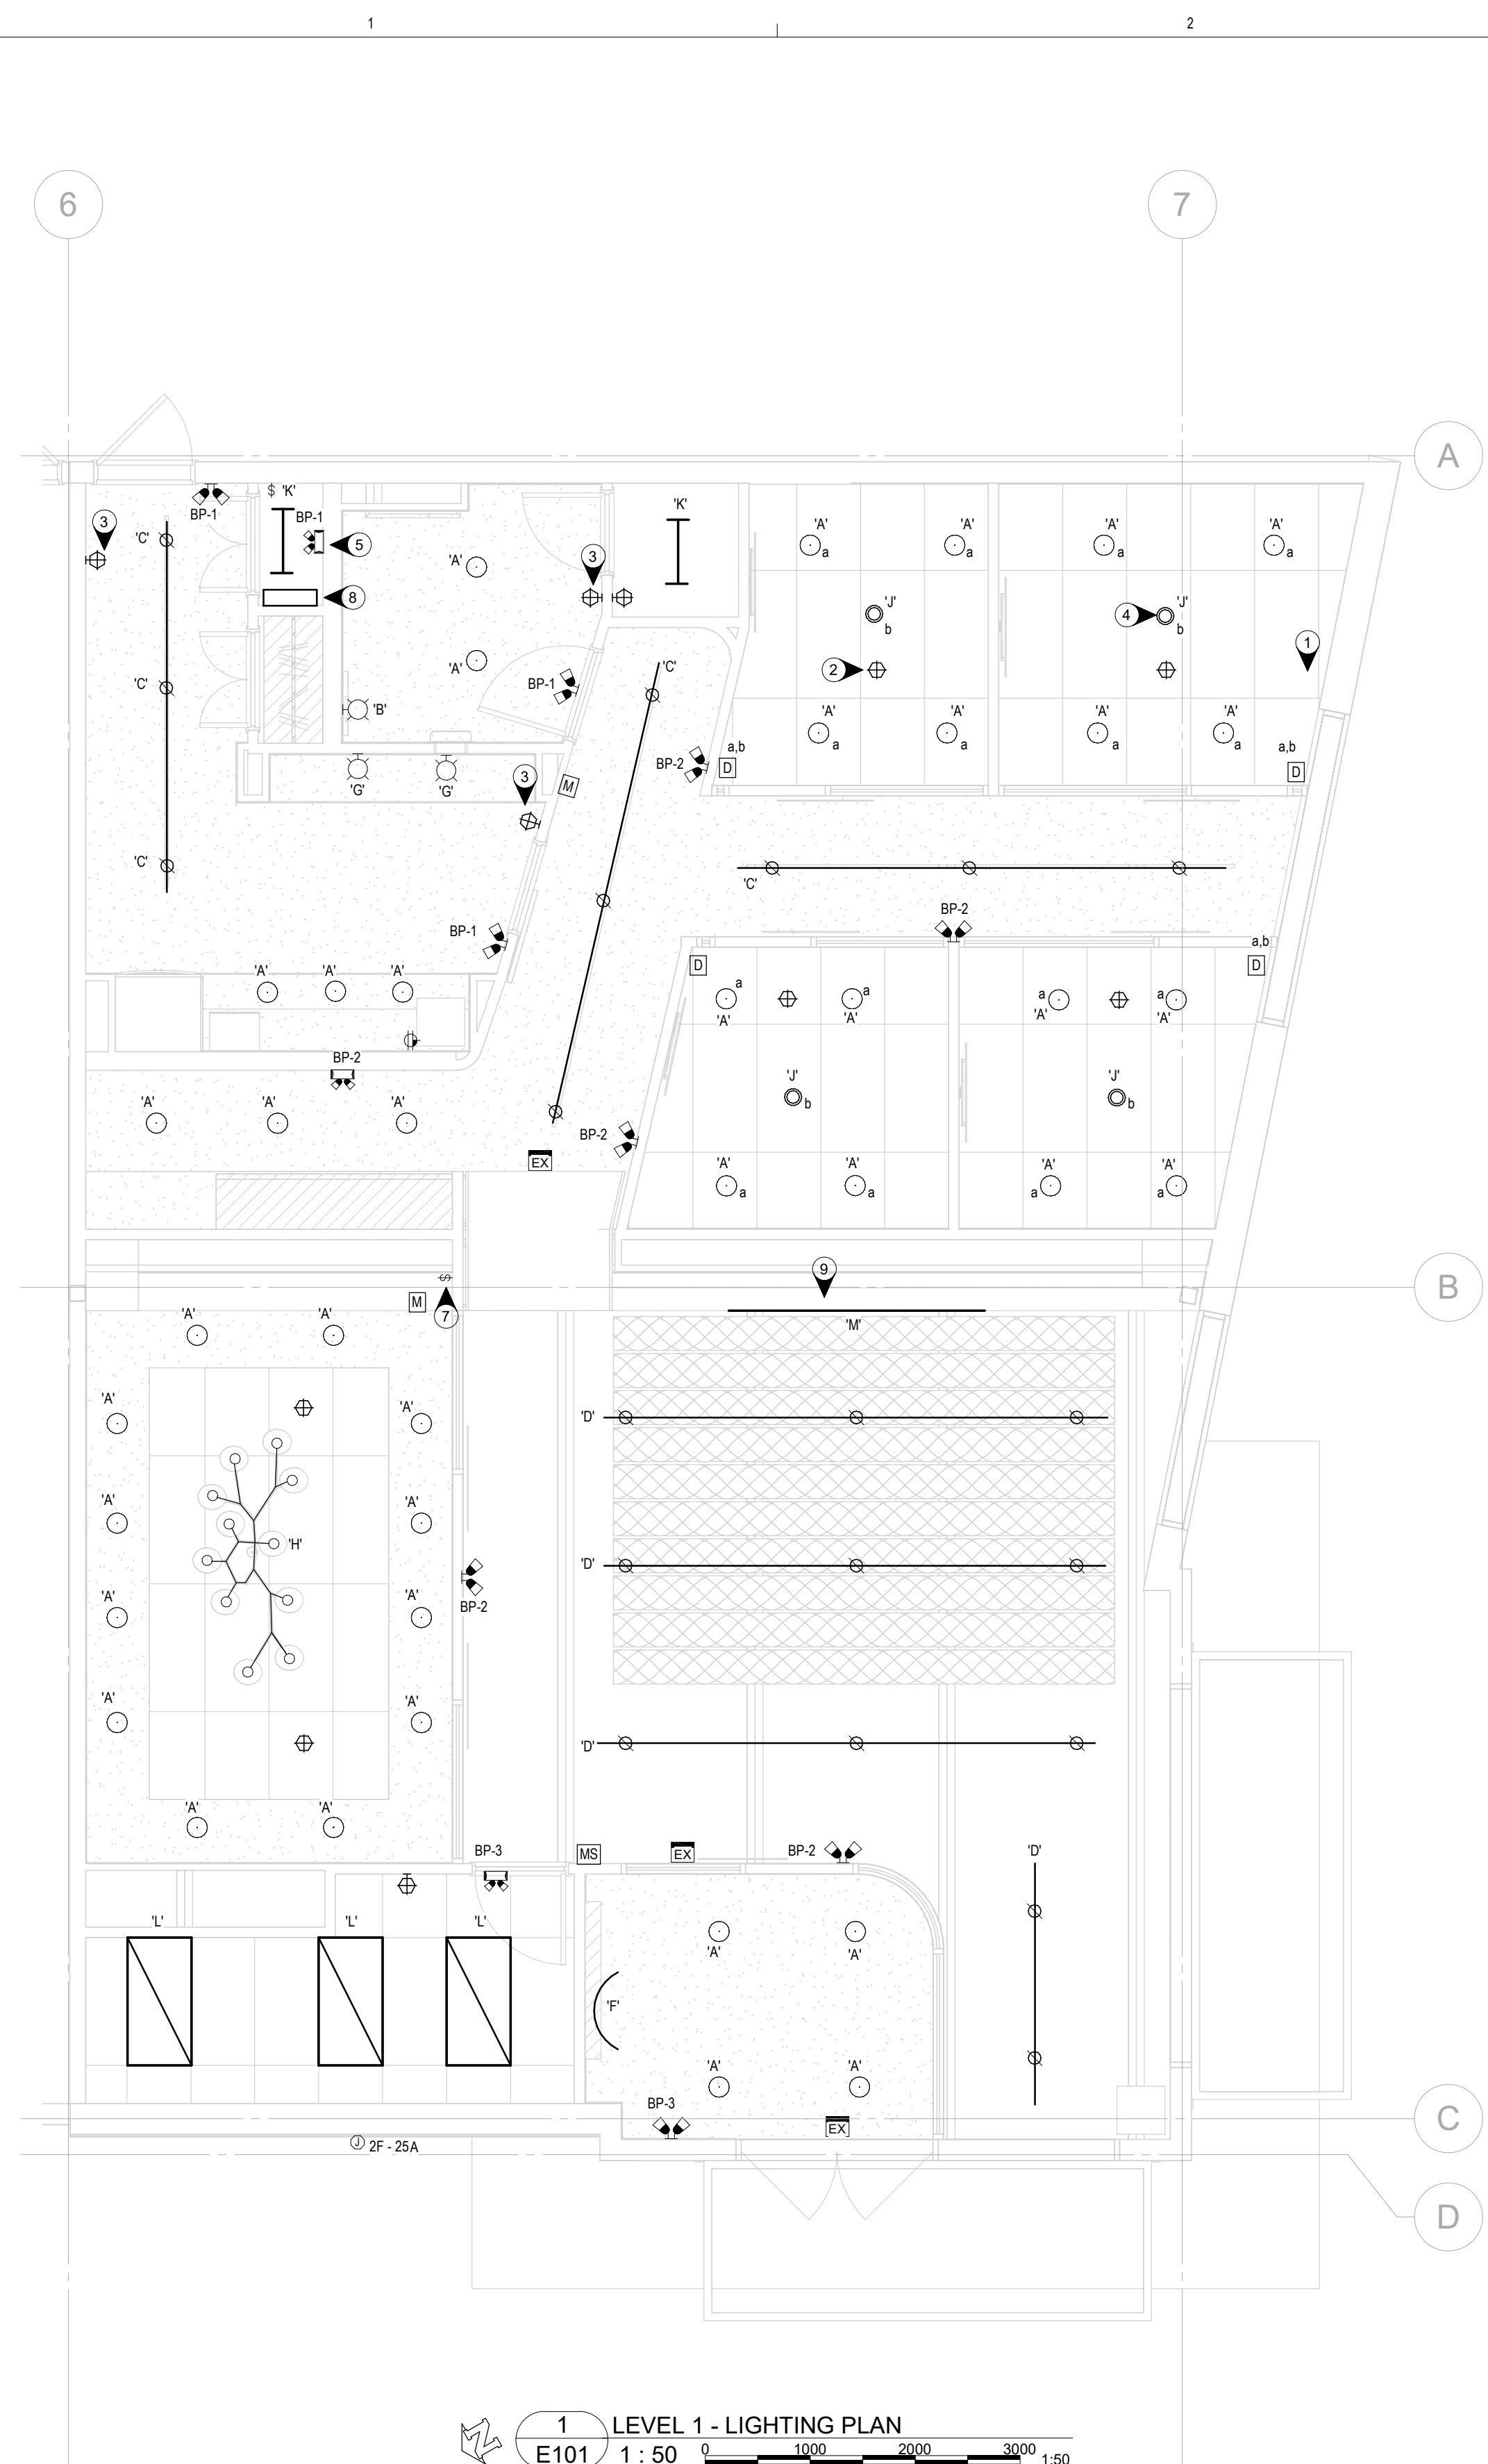 1 2
6 7
A
$ 'K'
BP-1 BP-1 'K'
3 'C' 5 3 'A' 'A' 'A' 'A' 'A'
a a a a
8
'J' 4 'J'
b b
1
'A' 'C'
'C' BP-1 2
'B' 'A' 'A' 'A' 'A'
a a a a
a,b a,b
BP-2 D D
3 M
'G' 'G'
'C' 'C'
BP-1 BP-2
a,b
'A' 'A' 'A' D D
a a a a
'A' 'A' 'A' 'A'
BP-2
'J' 'J'
b b
'A' 'A' 'A'
BP-2
EX
'A' 'A' 'A' 'A'
a a a a
9
B
$
M 7
'A' 'A' 'M'
'A' 'A'
'D'
'A' 'A'
'H'
'D'
'A' 'A'
BP-2
'A' 'A'
'D'
'A' 'A'
BP-3 MS EX BP-2 'D'
'L' 'L' 'L'
'A' 'A'
'F'
'A' 'A'
BP-3
EX
C
J 2F - 25A
D
1 LEVEL 1 - LIGHTING PLAN
E101 1 : 50 0 1000 2000 3000 1:50
N